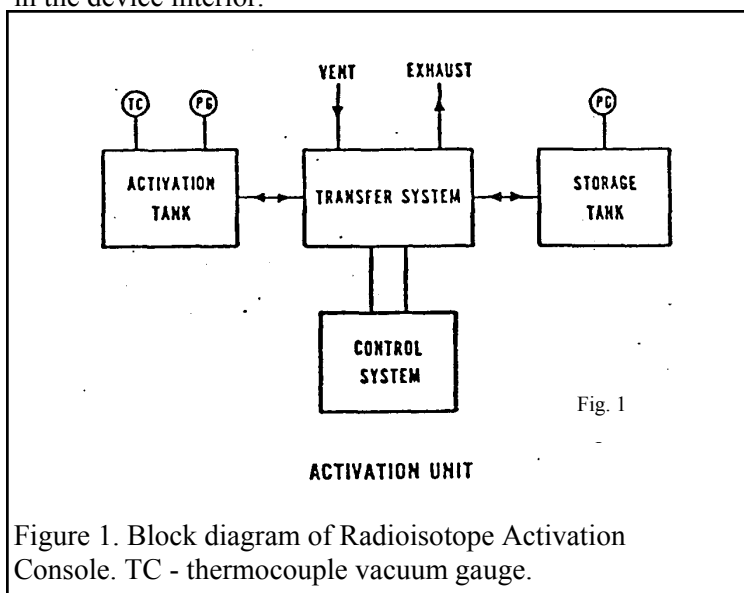 in the device interior.
VENT EXHAUST
TC PG PG
ACTIVATION TANK
TRANSFER SYSTEM
STORAGE TANK
CONTROL SYSTEM
Fig. 1
ACTIVATION UNIT
Figure 1. Block diagram of Radioisotope Activation
Console. TC - thermocouple vacuum gauge.